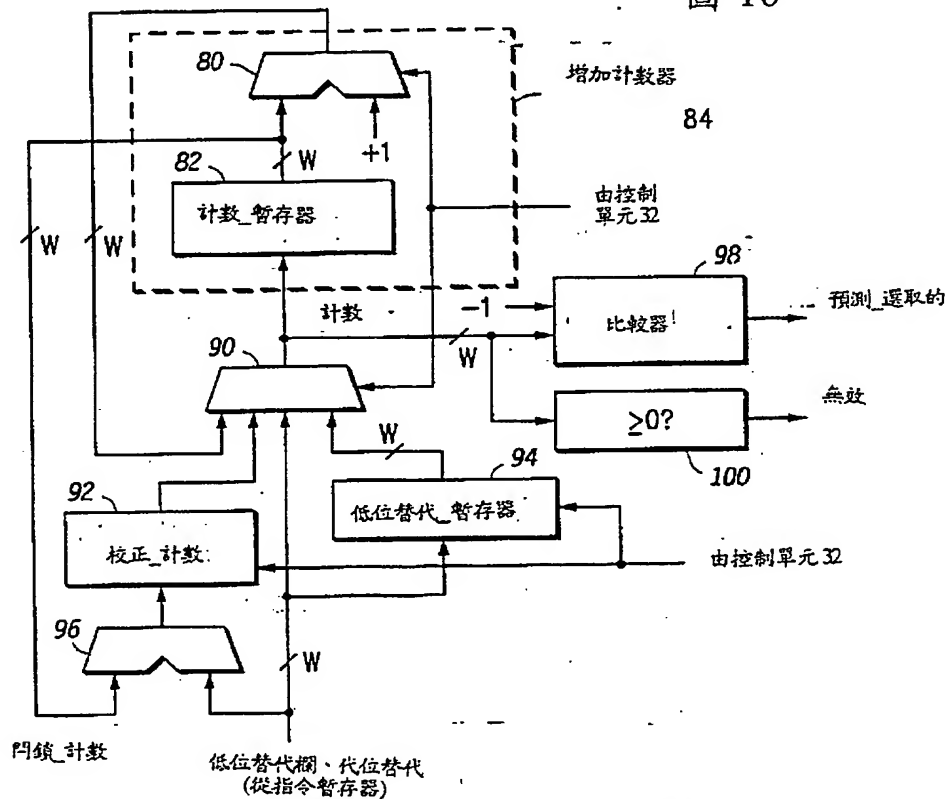 圖 10
80
增加計數器
84
+1
W
82
計數_暫存器
由控制
單元32
W
W
98
計數
-1
比較器
預測_選取的
W
90
無效
≥0?
W
94
100
92
低位替代_暫存器
校正_計數
由控制單元32
96
W
閂鎖_計數
低位替代欄、代位替代
(從指令暫存器)